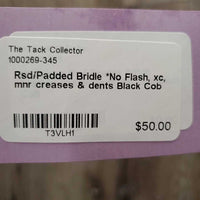 The Tack Collector
1000269-345
Rsd/Padded Bridle *No Flash, xc,
mnr creases & dents Black Cob
$50.00
T3VLH1